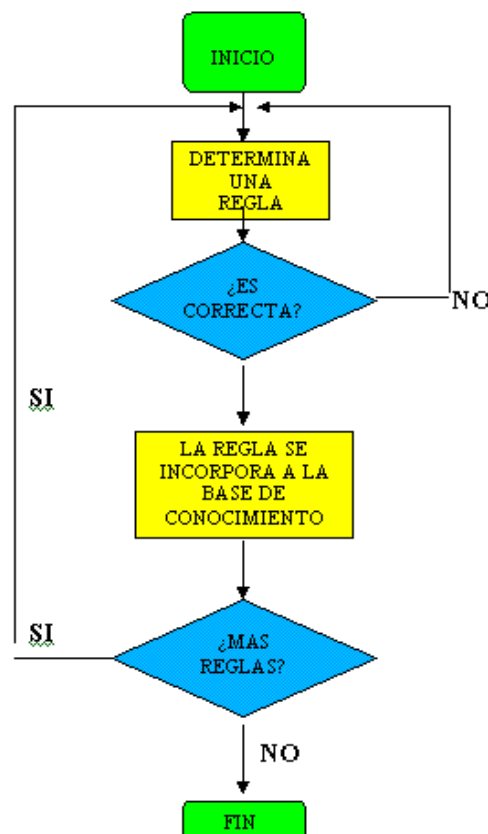 INICIO
DETERMINA
UNA
REGLA
¿ES
CORRECTA?
NO
SI
LA REGLA SE
INCORPORA A LA
BASE DE
CONOCIMIENTO
SI
¿MAS
REGLAS?
NO
FIN